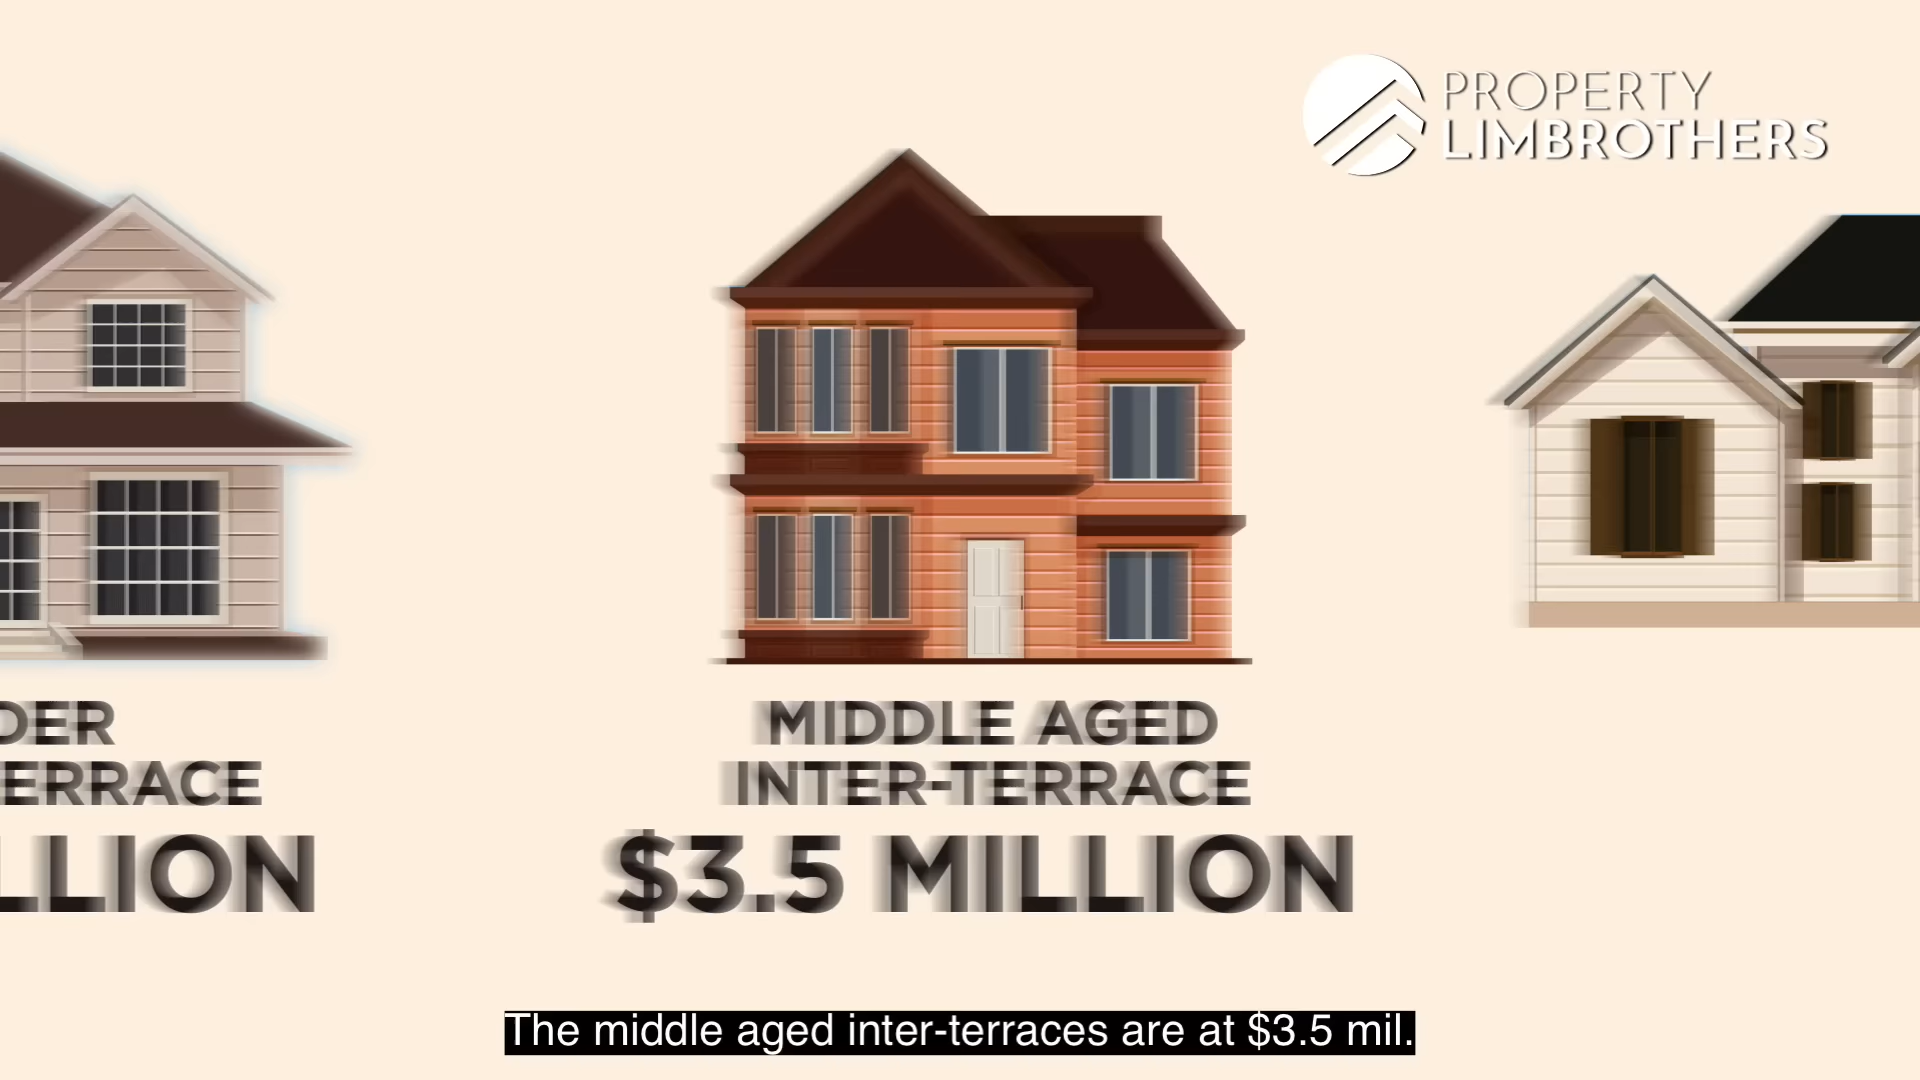 PROPERTY
LIMBROTHERS
DER
ERRACE
LLION
MIDDLE AGED
INTER-TERRACE
$3.5 MILLION
The middle aged inter-terraces are at $3.5 mil.